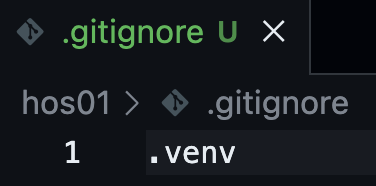 .gitignore U ×
hos01 > .gitignore
1 .venv